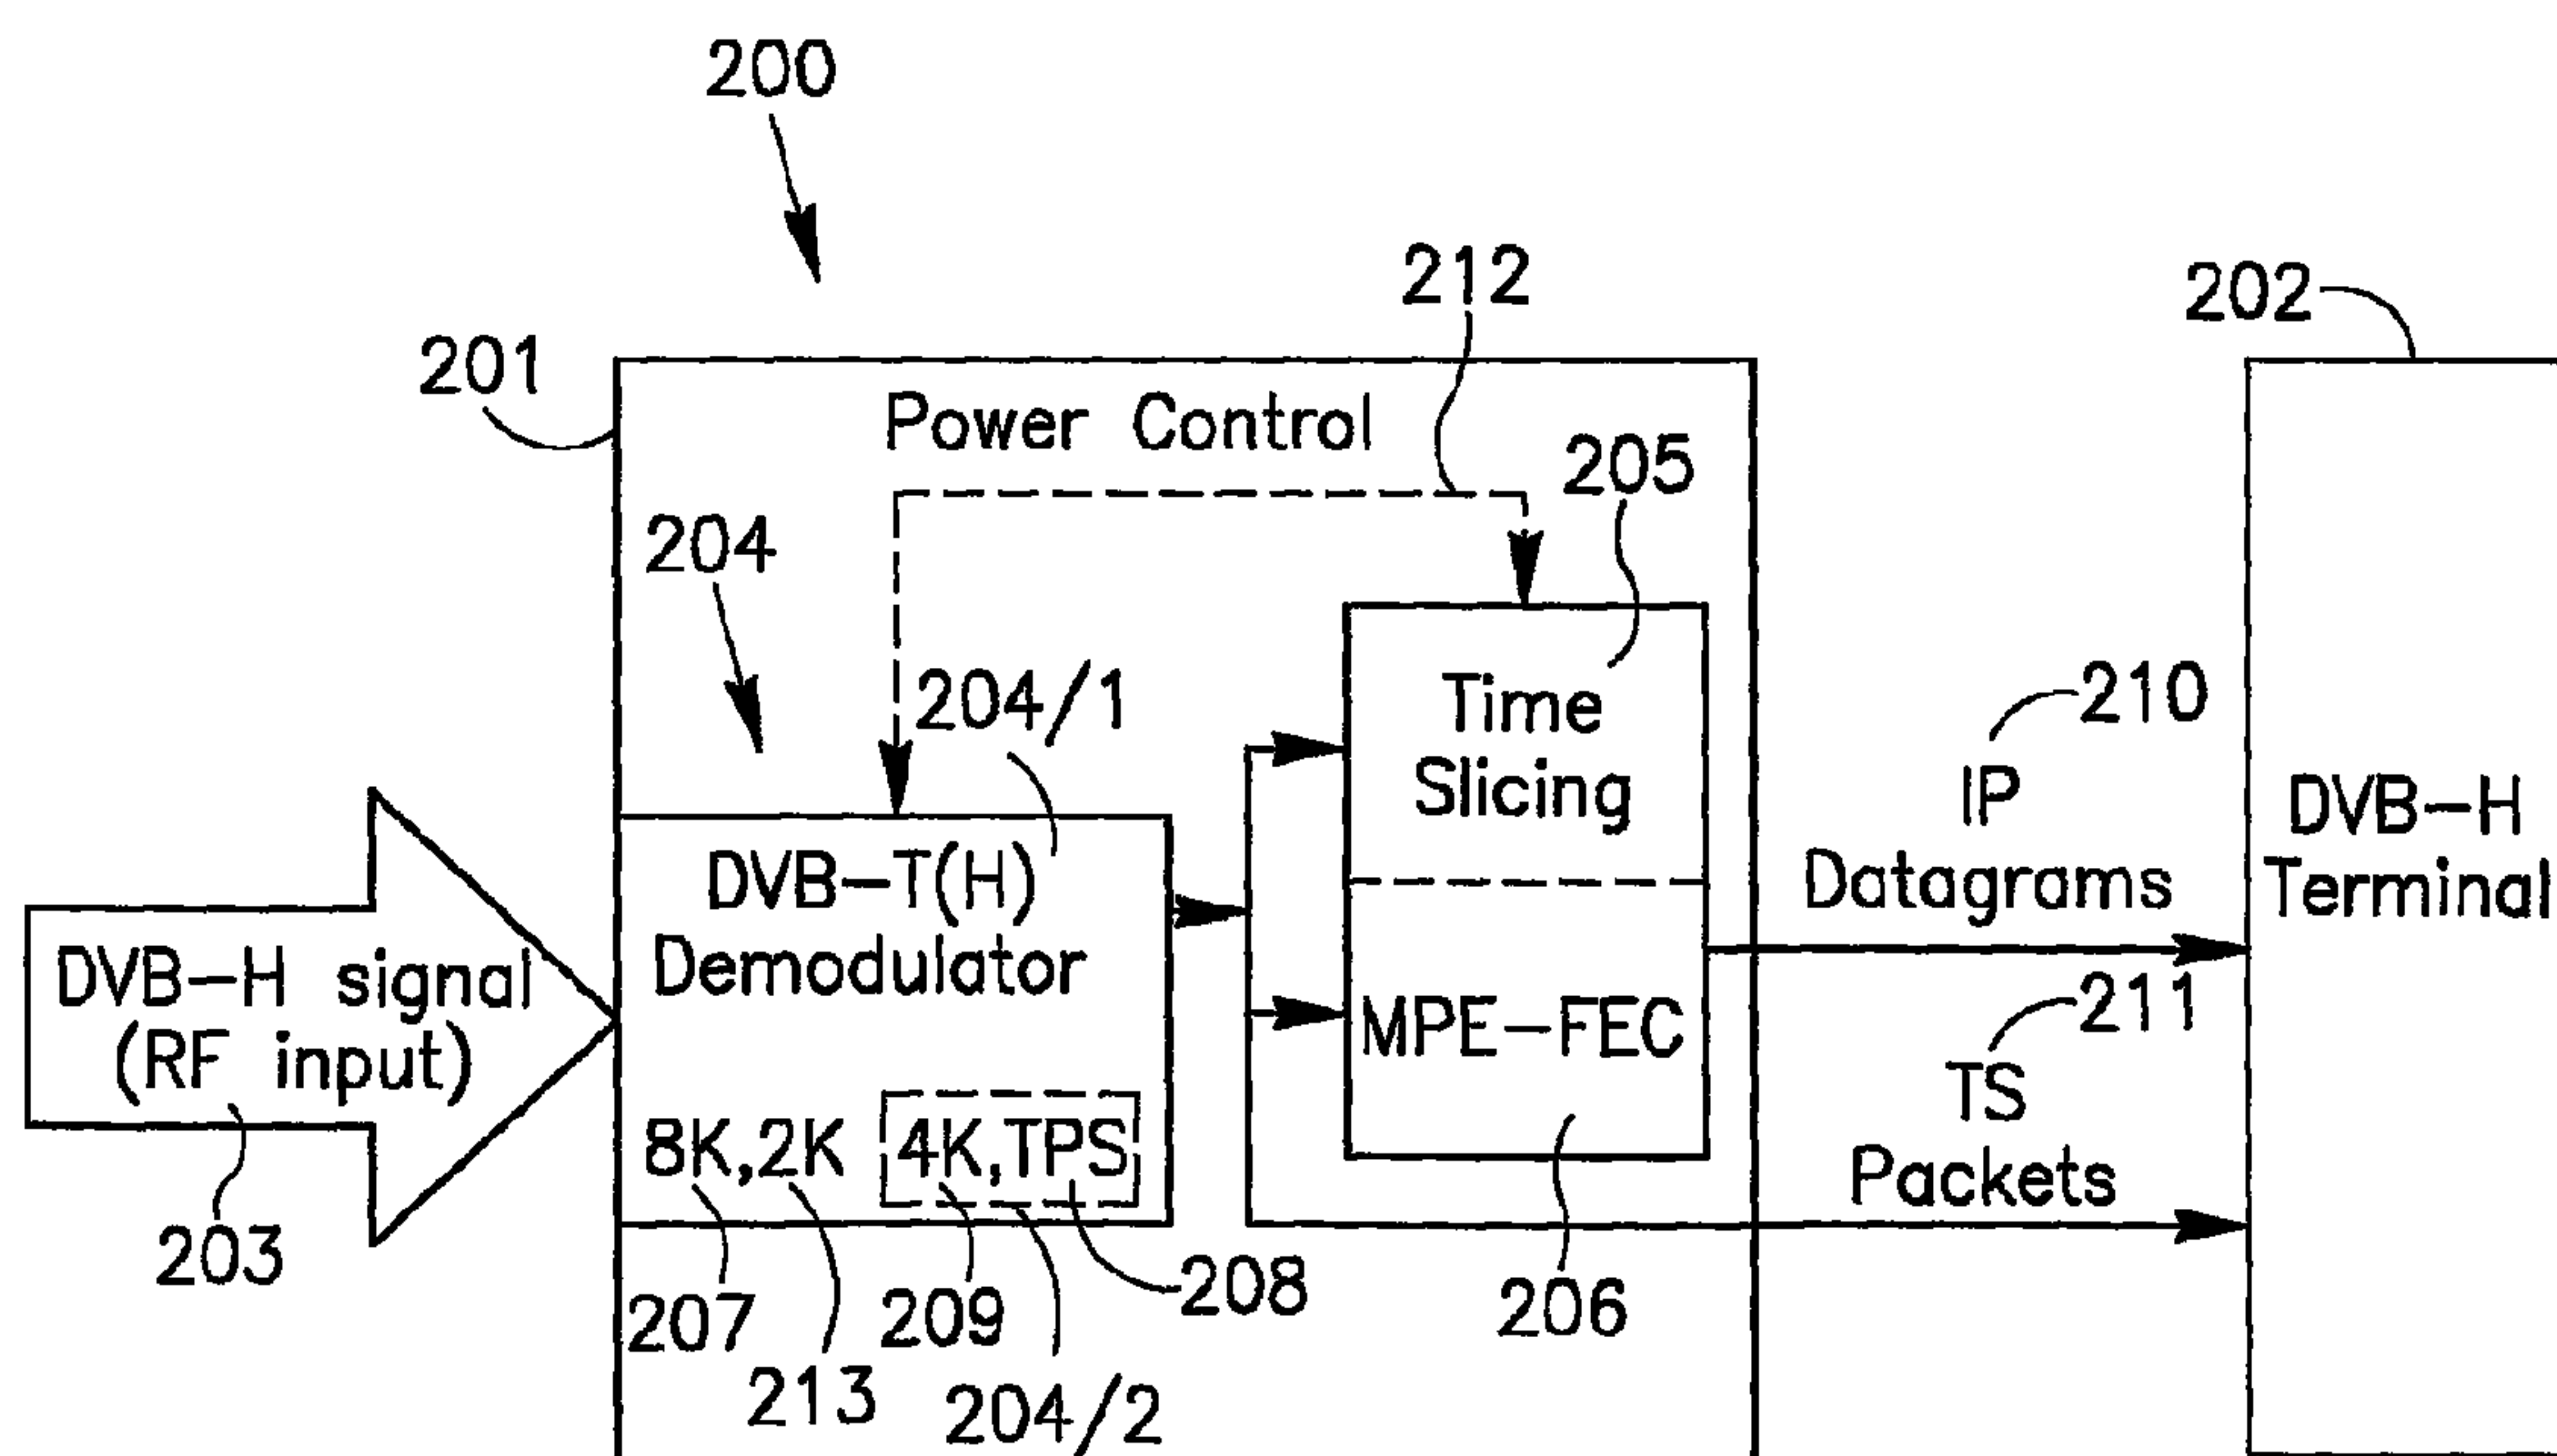 200
212
202
201
Power Control
205
204
204/1
210
Time
Slicing
IP
Datagrams
DVB-H
Terminal
DVB-T(H)
Demodulator
DVB-H signal
(RF input)
MPE-FEC
211
TS
Packets
8K,2K
4K,TPS
203
207
213
209
208
204/2
206